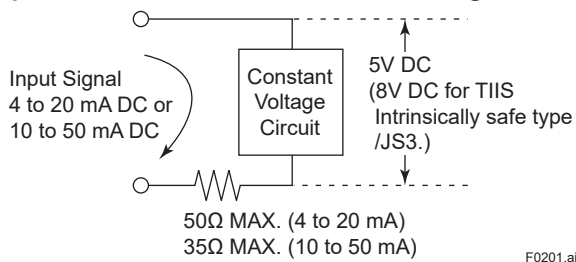 Input Signal
4 to 20 mA DC or
10 to 50 mA DC
Constant
Voltage
Circuit
5V DC
(8V DC for TIIS
Intrinsically safe type
/JS3.)
50Ω MAX. (4 to 20 mA)
35Ω MAX. (10 to 50 mA)
F0201.ai